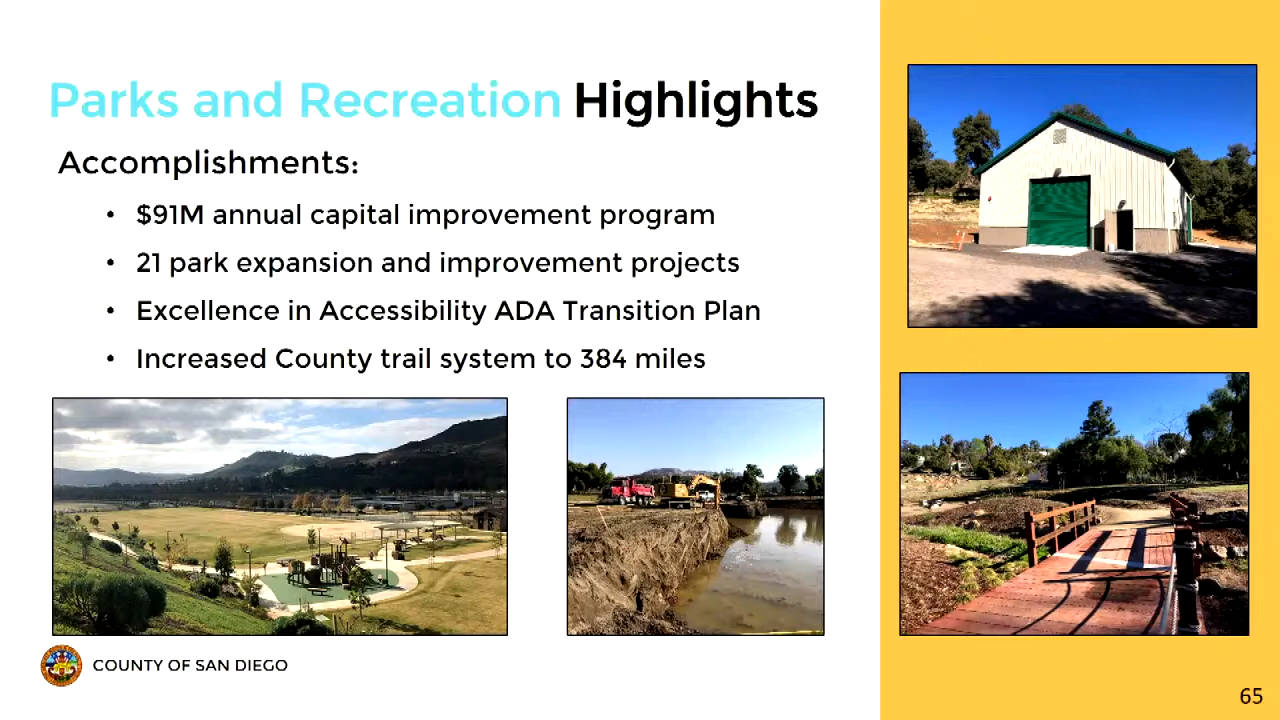 Parks and Recreation Highlights
Accomplishments:
• $91M annual capital improvement program
• 21 park expansion and improvement projects
• Excellence in Accessibility ADA Transition Plan
• Increased County trail system to 384 miles
COUNTY OF SAN DIEGO
65